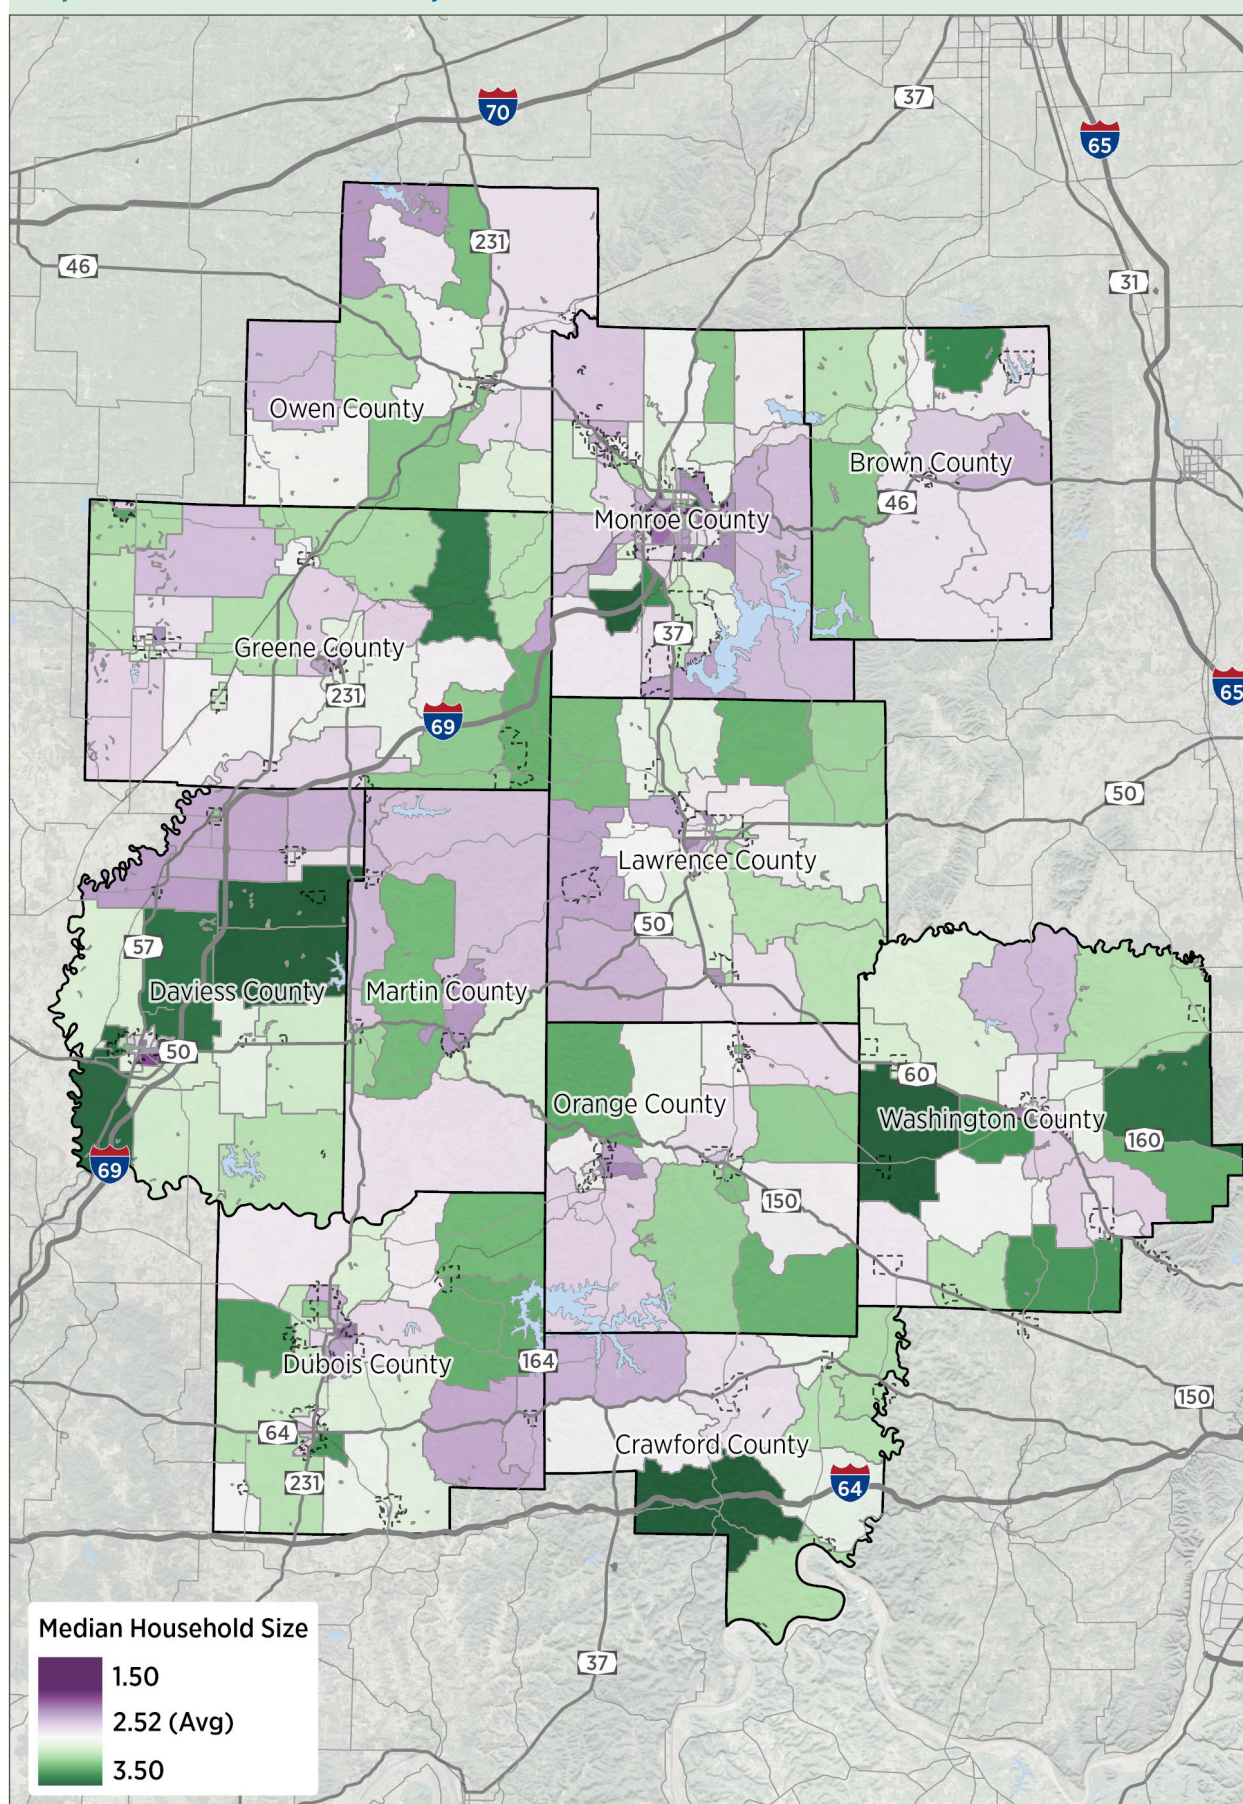 70
37
65
231
46
31
Owen County
Brown County
46
Monroe County
37
Greene County
231
65
69
50
Lawrence County
50
57
Daviess County
Martin County
50
60
Orange County
Washington County
160
69
150
164
Dubois County
150
64
Crawford County
231
64
Median Household Size
1.50
2.52 (Avg)
3.50
37